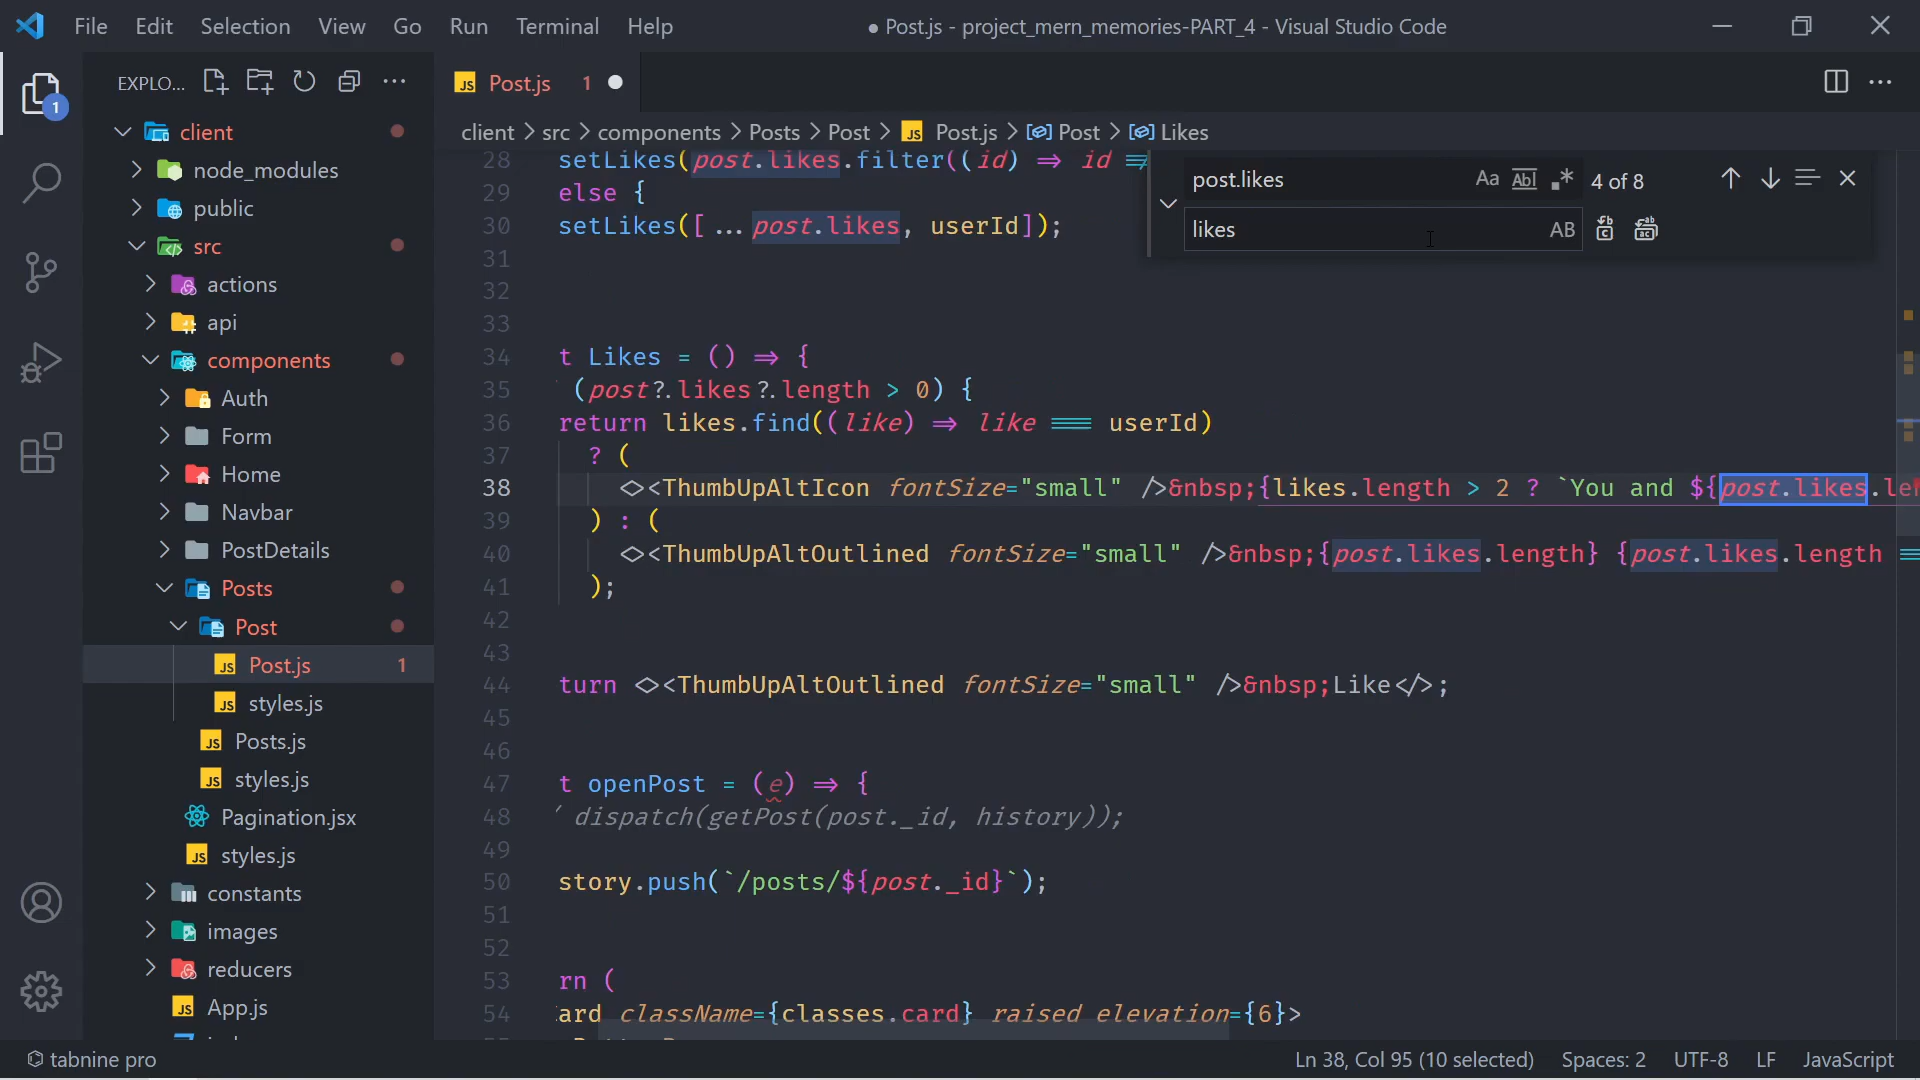 File Edit Selection View Go Run Terminal Help
● Post.js - project_mern_memories-PART_4 - Visual Studio Code
EXPLO...
Post.js 1
client > src > components > Posts > Post > Post.js > Post > Likes
1
client
node_modules
public
src
actions
api
components
Auth
Form
Home
Navbar
PostDetails
Posts
Post
Post.js 1
styles.js
Posts.js
styles.js
Pagination.jsx
styles.js
constants
images
reducers
App.js
post.likes Aa Abl .* 4 of 8
likes AB
28 setLikes(post.likes.filter((id) => id ==
29 else {
30 setLikes([ ...post.likes, userId]);
31
32
33
34 t Likes = () => {
35 (post?.likes?.length > 0) {
36 return likes.find((like) => like === userId)
37 ? (
38 <><ThumbUpAltIcon fontSize="small" />&nbsp;{likes.length > 2 ? `You and ${post.likes.len
39 ) : (
40 <><ThumbUpAltOutlined fontSize="small" />&nbsp;{post.likes.length} {post.likes.length ==
41 );
42
43
44 turn <><ThumbUpAltOutlined fontSize="small" />&nbsp;Like</>;
45
46
47 t openPost = (e) => {
48 / dispatch(getPost(post._id, history));
49
50 story.push(`/posts/${post._id}`);
51
52
53 rn (
54 ard className={classes.card} raised elevation={6}>
tabnine pro
Ln 38, Col 95 (10 selected) Spaces: 2 UTF-8 LF JavaScript